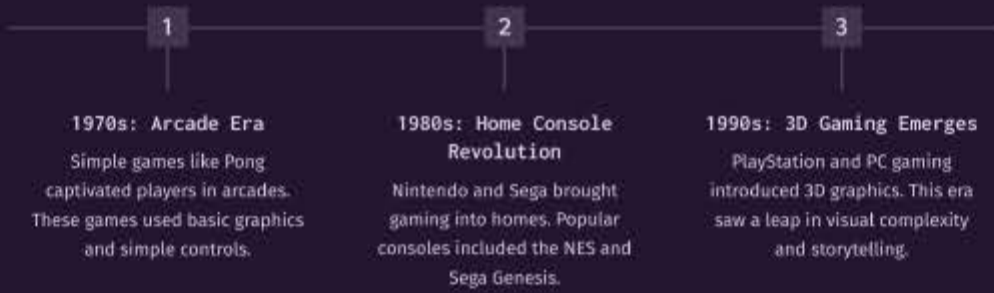 1
1970s: Arcade Era
Simple games like Pong
captivated players in arcades.
These games used basic graphics
and simple controls.
2
1980s: Home Console
Revolution
Nintendo and Sega brought
gaming into homes. Popular
consoles included the NES and
Sega Genesis.
3
1990s: 3D Gaming Emerges
PlayStation and PC gaming
introduced 3D graphics. This era
saw a leap in visual complexity
and storytelling.